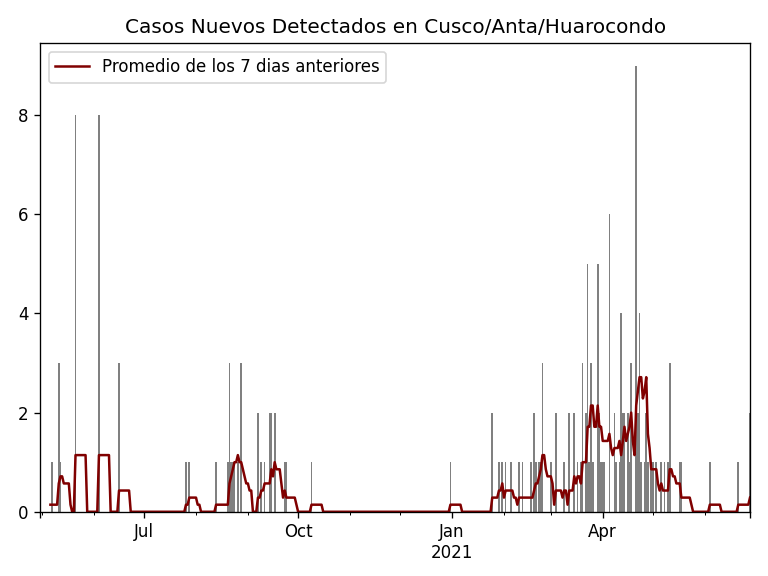 Casos Nuevos Detectados en Cusco/Anta/Huarocondo
Promedio de los 7 dias anteriores
8
6
4
2
0
Jul
Oct
Jan
2021
Apr